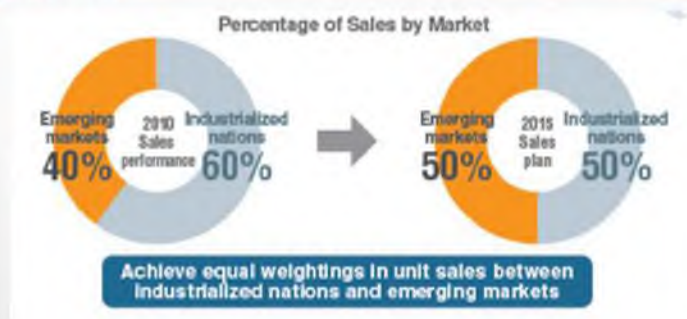 Percentage of Sales by Market
Emerging
markets
40%
2010
Sales
performance
Industrialized
nations
60%
Emerging
markets
50%
2015
Sales
plan
Industrialized
nations
50%
Achieve equal weightings in unit sales between
industrialized nations and emerging markets